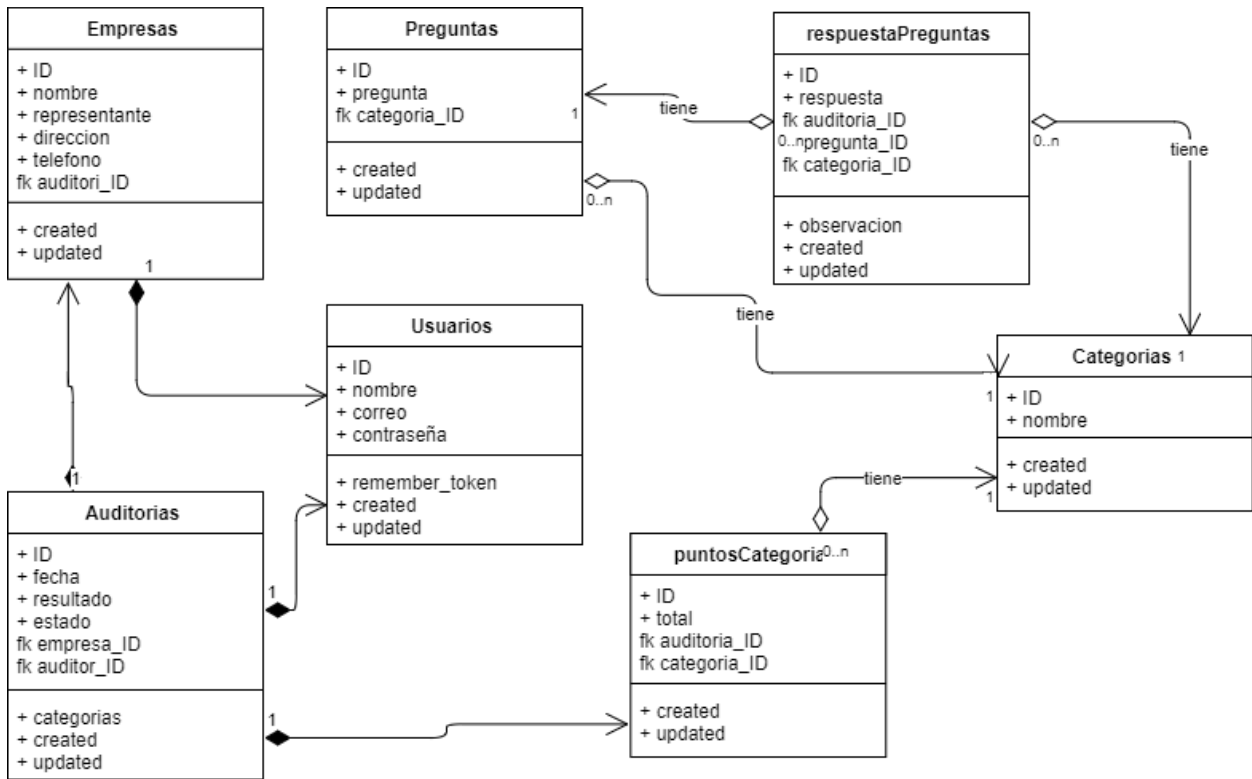 Empresas
+ ID
+ nombre
+ representante
+ direccion
+ telefono
fk auditori_ID
+ created
+ updated
1
Preguntas
+ ID
+ pregunta
fk categoria_ID
1
+ created
+ updated
0..n
tiene
respuestaPreguntas
+ ID
+ respuesta
fk auditoria_ID
0..n
pregunta_ID
fk categoria_ID
+ observacion
+ created
+ updated
0..n
tiene
tiene
Usuarios
+ ID
+ nombre
+ correo
+ contraseña
+ remember_token
+ created
+ updated
Categorias
1
+ ID
+ nombre
+ created
+ updated
1
1
tiene
1
Auditorias
+ ID
+ fecha
+ resultado
+ estado
fk empresa_ID
fk auditor_ID
+ categorias
+ created
+ updated
1
1
puntosCategoria
0..n
+ ID
+ total
fk auditoria_ID
fk categoria_ID
+ created
+ updated